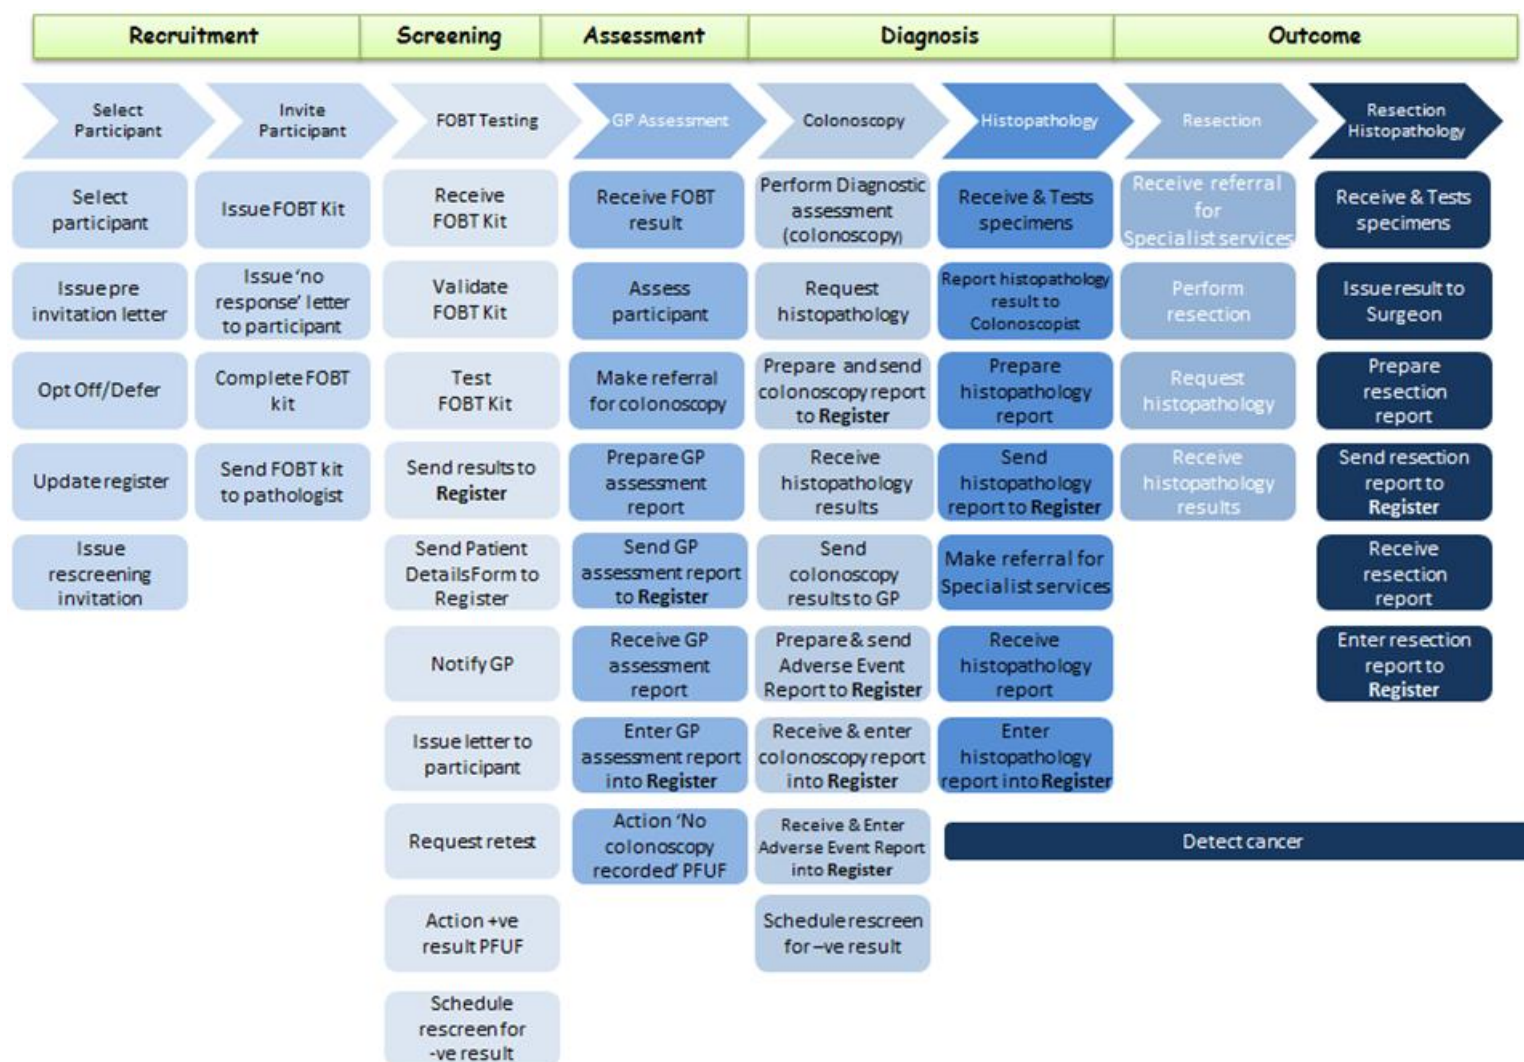 Recruitment
Screening
Assessment
Diagnosis
Outcome
Select
Participant
Invite
Participant
FOBT Testing
GP Assessment
Colonoscopy
Histopathology
Resection
Resection
Histopathology
Select
participant
Issue pre
invitation letter
Opt Off/Defer
Update register
Issue
rescreening
invitation
Issue FOBT Kit
Issue ‘no
response’ letter
to participant
Complete FOBT
kit
Send FOBT kit
to pathologist
Receive
FOBT Kit
Validate
FOBT Kit
Test
FOBT Kit
Send results to
Register
Send Patient
Details Form to
Register
Notify GP
Issue letter to
participant
Request retest
Action +ve
result PFUF
Schedule
rescreen for
-ve result
Receive FOBT
result
Assess
participant
Make referral
for colonoscopy
Prepare GP
assessment
report
Send GP
assessment report
to Register
Receive GP
assessment
report
Enter GP
assessment report
into Register
Action ‘No
colonoscopy
recorded’ PFUF
Perform Diagnostic
assessment
(colonoscopy)
Request
histopathology
Prepare and send
colonoscopy report
to Register
Receive
histopathology
results
Send
colonoscopy
results to GP
Prepare & send
Adverse Event
Report to Register
Receive & enter
colonoscopy report
into Register
Receive & Enter
Adverse Event Report
into Register
Schedule rescreen
for –ve result
Receive & Tests
specimens
Report histopathology
result to
Colonoscopist
Prepare
histopathology
report
Send
histopathology
report to Register
Make referral for
Specialist services
Receive
histopathology
report
Enter
histopathology
report into Register
Receive referral
for
Specialist services
Perform
resection
Request
histopathology
Receive
histopathology
results
Receive & Tests
specimens
Issue result to
Surgeon
Prepare
resection
report
Send resection
report to
Register
Receive
resection
report
Enter resection
report to
Register
Detect cancer